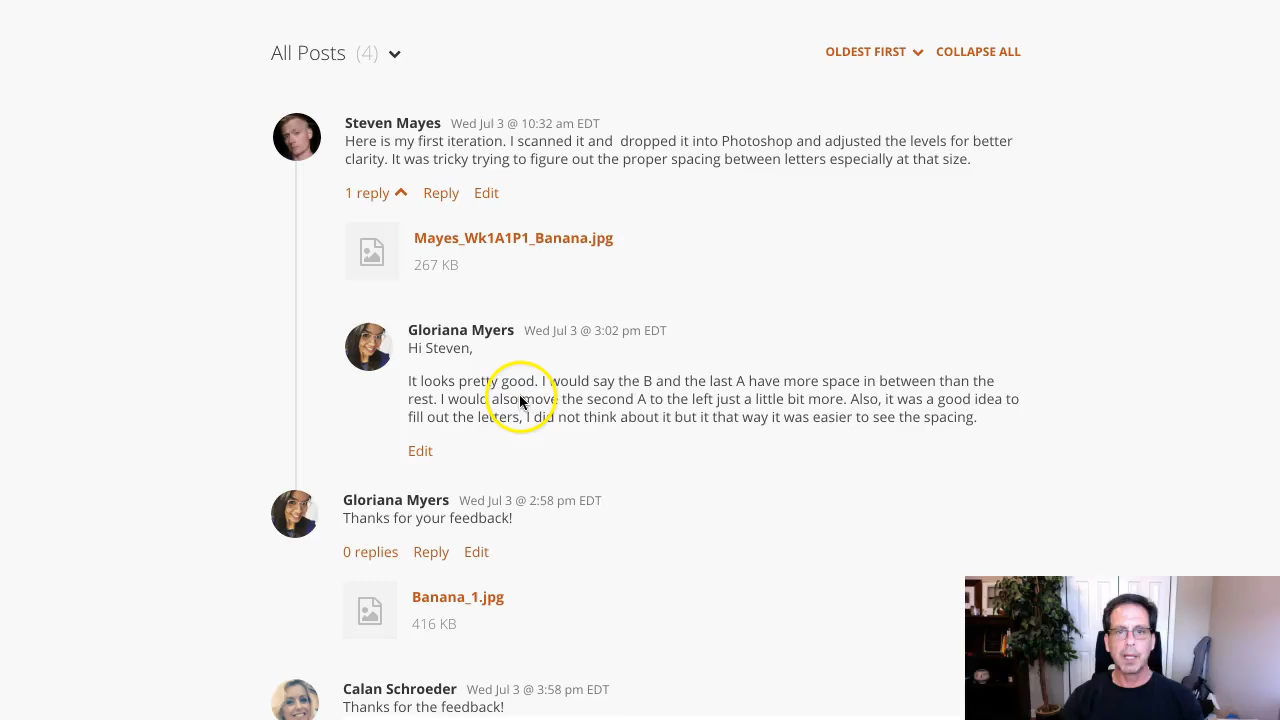 All Posts (4)
OLDEST FIRST COLLAPSE ALL
Steven Mayes Wed Jul 3 @ 10:32 am EDT
Here is my first iteration. I scanned it and dropped it into Photoshop and adjusted the levels for better
clarity. It was tricky trying to figure out the proper spacing between letters especially at that size.
1 reply Reply Edit
Mayes_Wk1A1P1_Banana.jpg
267 KB
Gloriana Myers Wed Jul 3 @ 3:02 pm EDT
Hi Steven,
It looks pretty good. I would say the B and the last A have more space in between than the
rest. I would also move the second A to the left just a little bit more. Also, it was a good idea to
fill out the letters, I did not think about it but it that way it was easier to see the spacing.
Edit
Gloriana Myers Wed Jul 3 @ 2:58 pm EDT
Thanks for your feedback!
0 replies Reply Edit
Banana_1.jpg
416 KB
Calan Schroeder Wed Jul 3 @ 3:58 pm EDT
Thanks for the feedback!